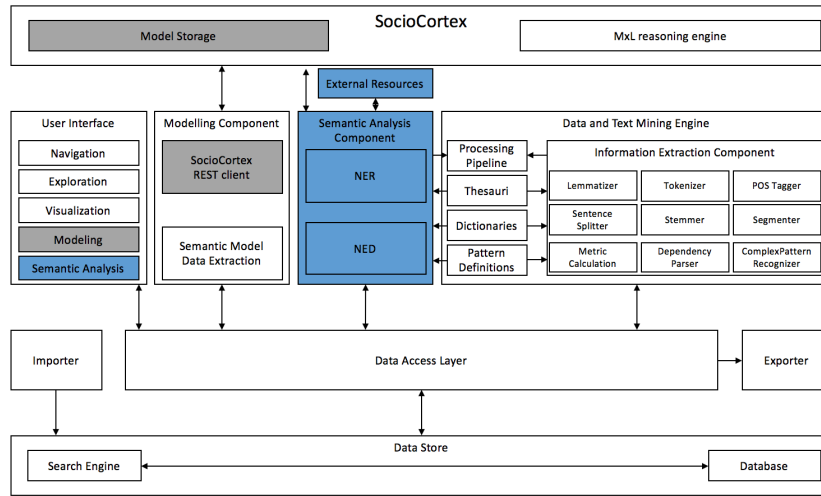 SocioCortex
Model Storage
MxL reasoning engine
External Resources
User Interface
Navigation
Exploration
Visualization
Modeling
Semantic Analysis
Modelling Component
SocioCortex
REST client
Semantic Model
Data Extraction
Semantic Analysis
Component
NER
NED
Data and Text Mining Engine
Processing
Pipeline
Thesauri
Dictionaries
Pattern
Definitions
Information Extraction Component
Lemmatizer
Tokenizer
POS Tagger
Sentence
Splitter
Stemmer
Segmenter
Metric
Calculation
Dependency
Parser
ComplexPattern
Recognizer
Importer
Data Access Layer
Exporter
Data Store
Search Engine
Database